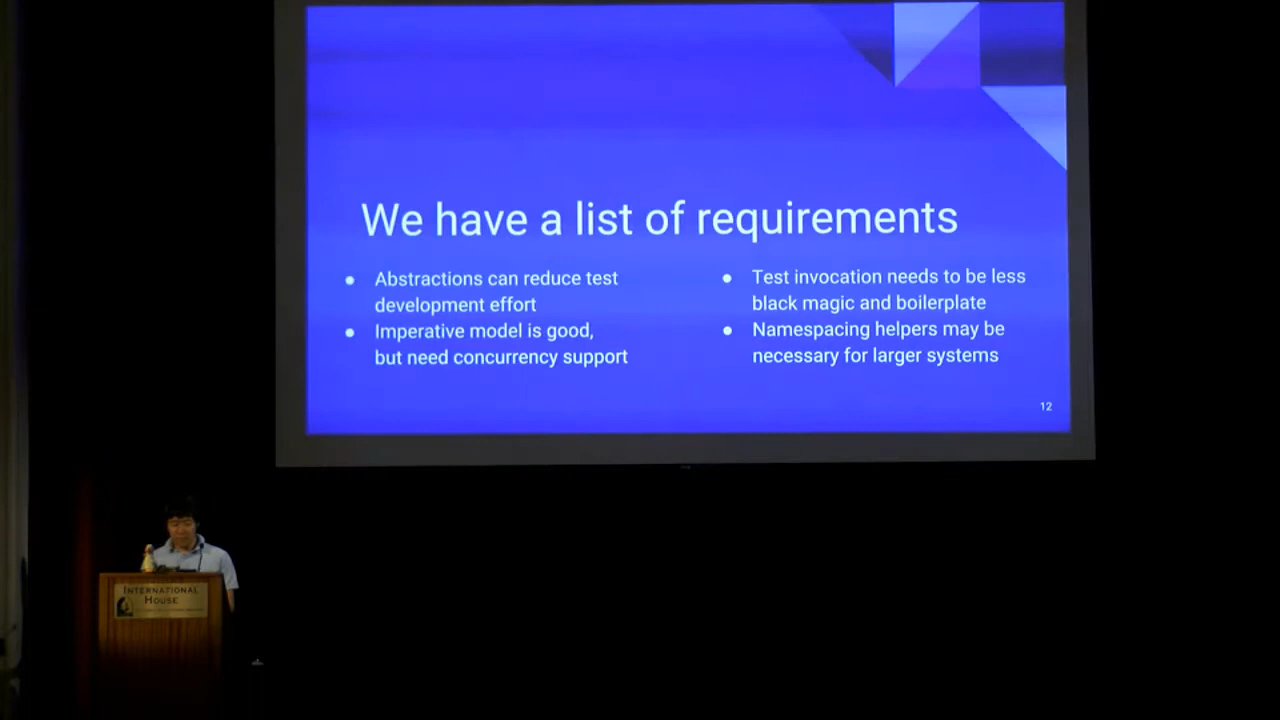 We have a list of requirements
● Abstractions can reduce test
development effort
● Imperative model is good,
but need concurrency support
● Test invocation needs to be less
black magic and boilerplate
● Namespacing helpers may be
necessary for larger systems
12
INTERNATIONAL
HOUSE